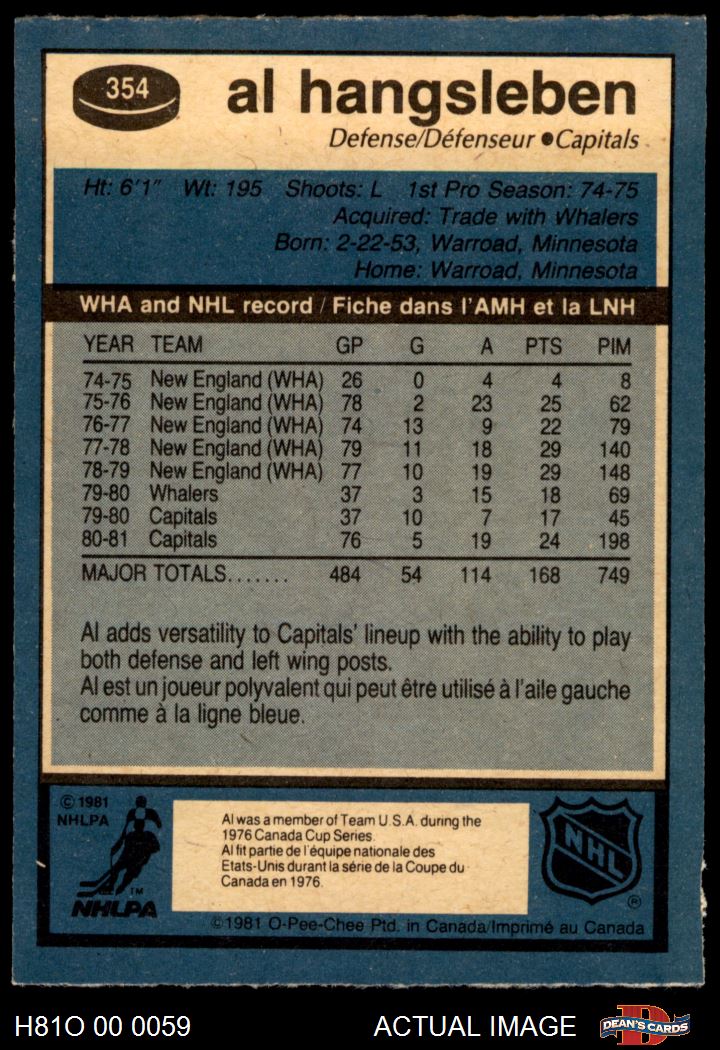 354
al hangsleben
Defense/Défenseur ●Capitals
Ht: 6'1" Wt: 195 Shoots: L 1st Pro Season: 74-75
Acquired: Trade with Whalers
Born: 2-22-53, Warroad, Minnesota
Home: Warroad, Minnesota
WHA and NHL record / Fiche dans l'AMH et la LNH
YEAR TEAM GP G A PTS PIM
74-75 New England (WHA) 26 0 4 4 8
75-76 New England (WHA) 78 2 23 25 62
76-77 New England (WHA) 74 13 9 22 79
77-78 New England (WHA) 79 11 18 29 140
78-79 New England (WHA) 77 10 19 29 148
79-80 Whalers 37 3 15 18 69
79-80 Capitals 37 10 7 17 45
80-81 Capitals 76 5 19 24 198
MAJOR TOTALS....... 484 54 114 168 749
Al adds versatility to Capitals' lineup with the ability to play
both defense and left wing posts.
Al est un joueur polyvalent qui peut être utilisé à l'aile gauche
comme à la ligne bleue.
© 1981
NHLPA
TM
NHLPA
Al was a member of Team U.S.A. during the
1976 Canada Cup Series.
Al fit partie de l'équipe nationale des
Etats-Unis durant la série de la Coupe du
Canada en 1976.
NHL
®
©1981 O-Pee-Chee Ptd. in Canada/Imprimé au Canada
H81O 00 0059
ACTUAL IMAGE
D
DEAN'S CARDS